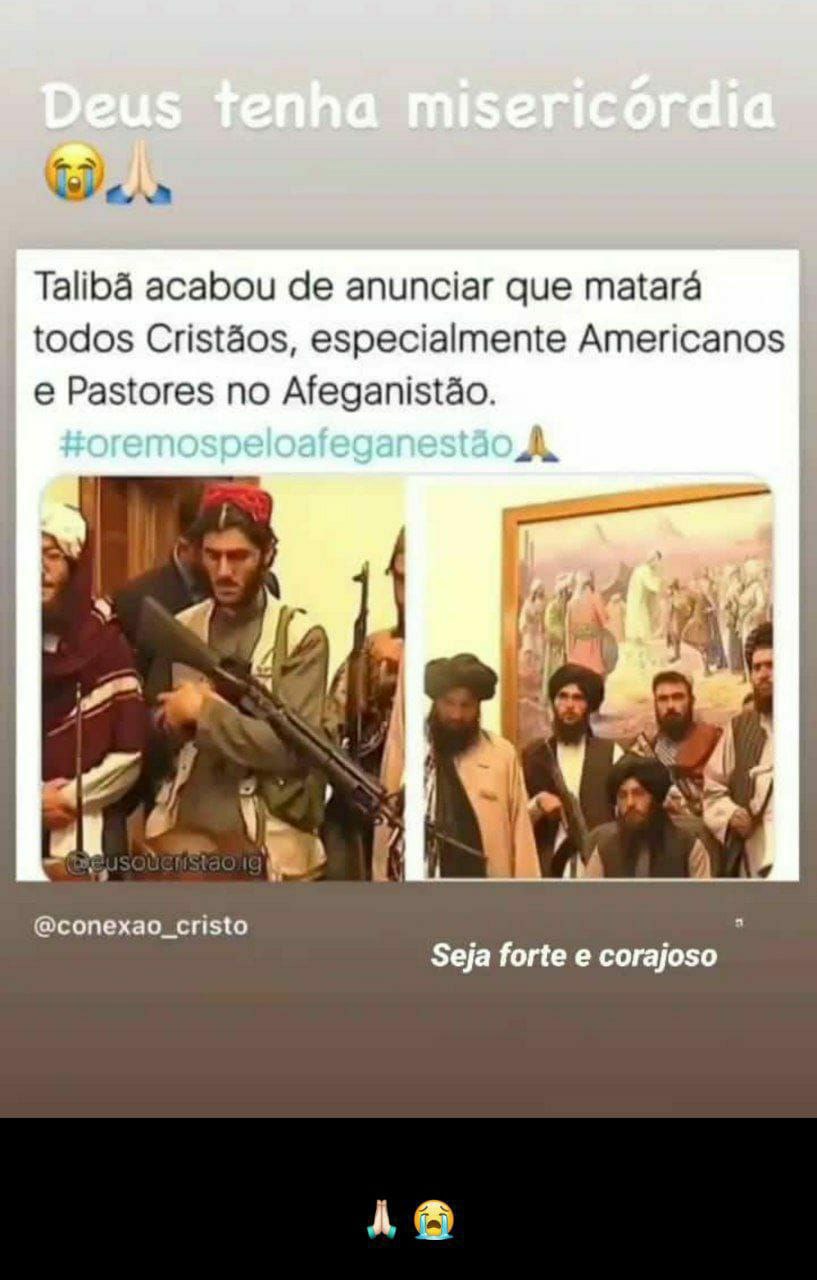 Deus tenha misericórdia
😭🙏🏻
Talibã acabou de anunciar que matará
todos Cristãos, especialmente Americanos
e Pastores no Afeganistão.
#oremospeloafeganestão🙏
@eusoucristao.ig
@conexao_cristo
Seja forte e corajoso
🙏🏻 😭